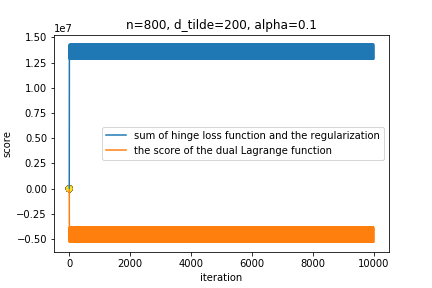 n=800, d_tilde=200, alpha=0.1
1e7
1.50
1.25
1.00
0.75
0.50
0.25
0.00
−0.25
−0.50
score
sum of hinge loss function and the regularization
the score of the dual Lagrange function
0
2000
4000
6000
8000
10000
iteration